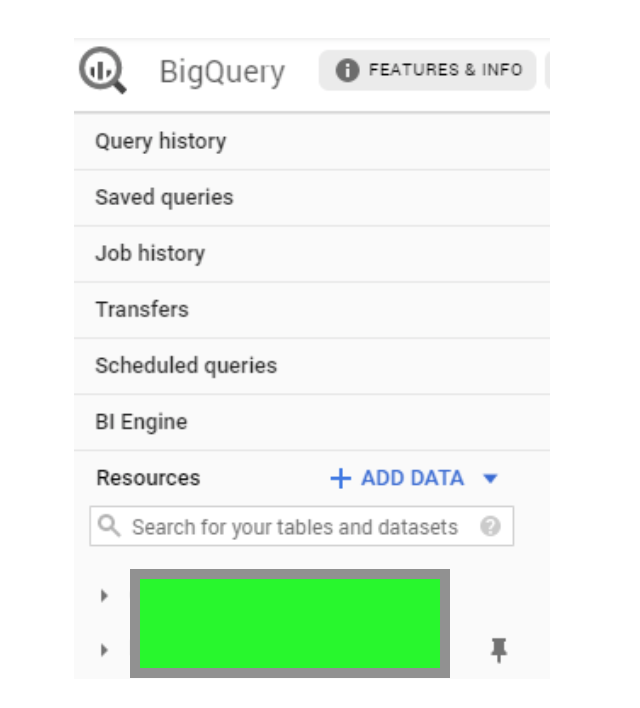 BigQuery FEATURES & INFO
Query history
Saved queries
Job history
Transfers
Scheduled queries
BI Engine
Resources + ADD DATA
Search for your tables and datasets ?